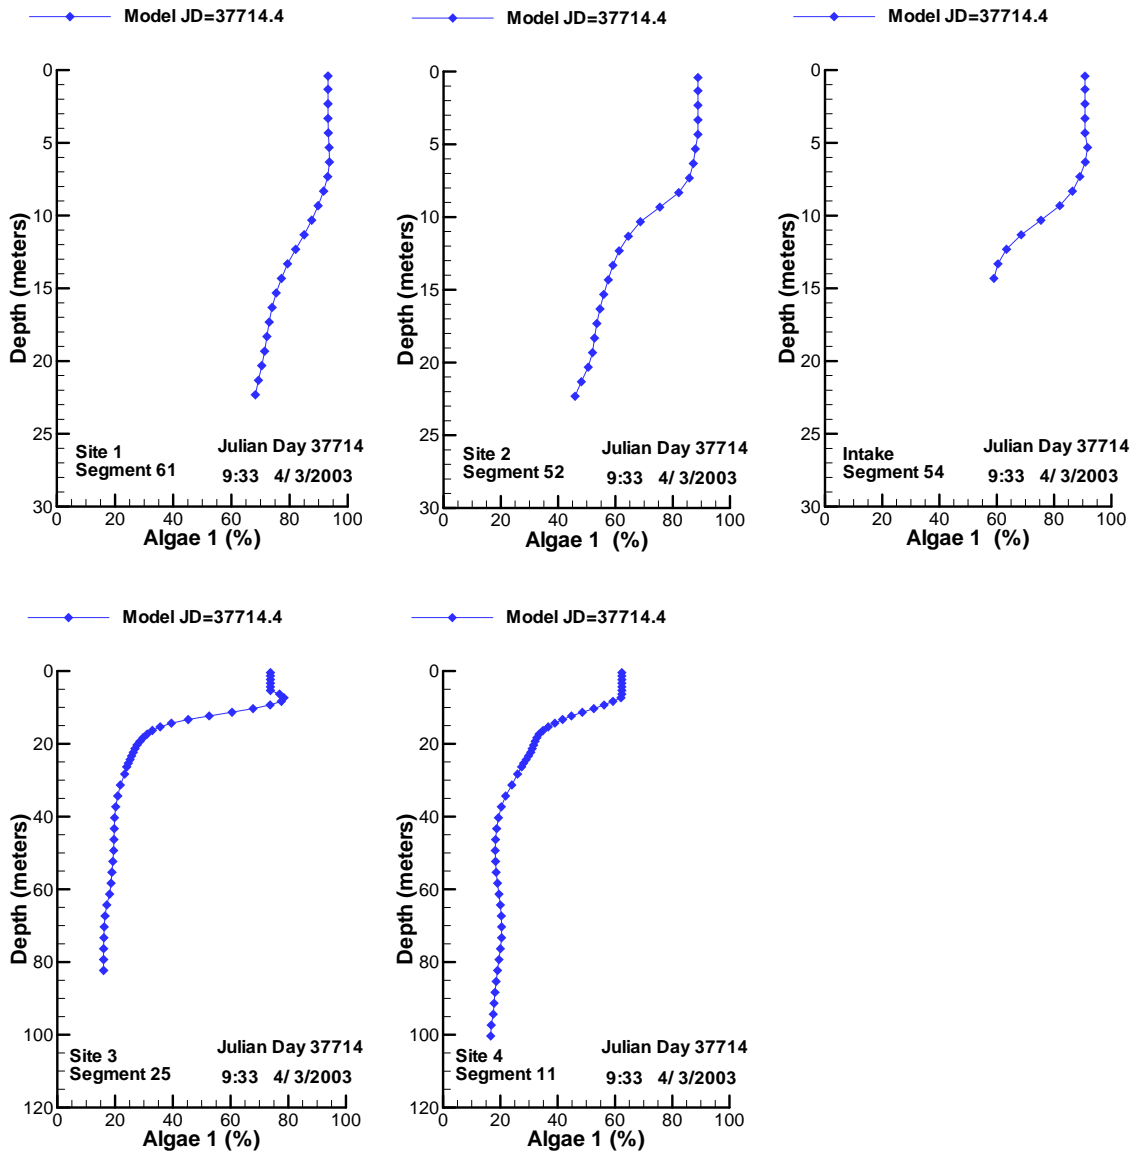 Model JD=37714.4
0
5
10
15
20
25
30
Depth (meters)
Site 1
Segment 61
Julian Day 37714
9:33 4/ 3/2003
0 20 40 60 80 100
Algae 1 (%)
Model JD=37714.4
0
5
10
15
20
25
30
Depth (meters)
Site 2
Segment 52
Julian Day 37714
9:33 4/ 3/2003
0 20 40 60 80 100
Algae 1 (%)
Model JD=37714.4
0
5
10
15
20
25
30
Depth (meters)
Intake
Segment 54
Julian Day 37714
9:33 4/ 3/2003
0 20 40 60 80 100
Algae 1 (%)
Model JD=37714.4
0
20
40
60
80
100
120
Depth (meters)
Site 3
Segment 25
Julian Day 37714
9:33 4/ 3/2003
0 20 40 60 80 100
Algae 1 (%)
Model JD=37714.4
0
20
40
60
80
100
120
Depth (meters)
Site 4
Segment 11
Julian Day 37714
9:33 4/ 3/2003
0 20 40 60 80 100
Algae 1 (%)